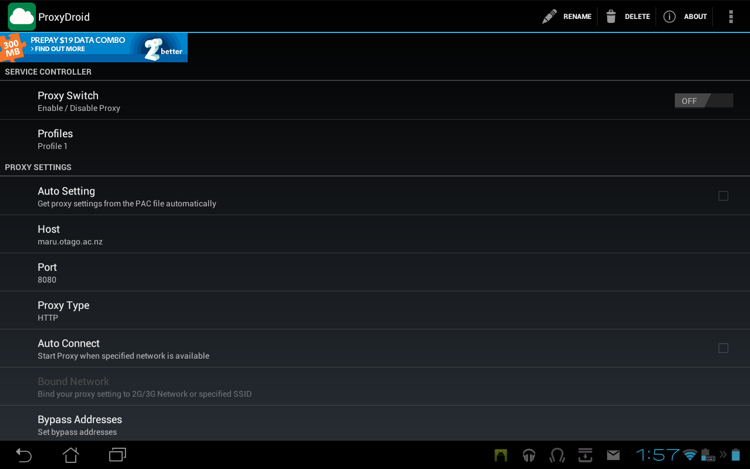 ProxyDroid
RENAME
DELETE
ABOUT
300 MB
PREPAY $19 DATA COMBO
> FIND OUT MORE
2 better
SERVICE CONTROLLER
Proxy Switch
Enable / Disable Proxy
OFF
Profiles
Profile 1
PROXY SETTINGS
Auto Setting
Get proxy settings from the PAC file automatically
Host
maru.otago.ac.nz
Port
8080
Proxy Type
HTTP
Auto Connect
Start Proxy when specified network is available
Bound Network
Bind your proxy setting to 2G/3G Network or specified SSID
Bypass Addresses
Set bypass addresses
1:57